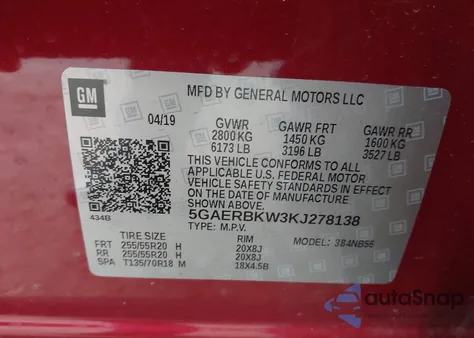 GM
04/19
MFD BY GENERAL MOTORS LLC
GVWR GAWR FRT GAWR RR
2800 KG 1450 KG 1600 KG
6173 LB 3196 LB 3527 LB
THIS VEHICLE CONFORMS TO ALL
APPLICABLE U.S. FEDERAL MOTOR
VEHICLE SAFETY STANDARDS IN EFFECT
ON THE DATE OF MANUFACTURE
SHOWN ABOVE.
5GAERBKW3KJ278138
434B
TYPE: M.P.V. MODEL: 384NB56
TIRE SIZE RIM
FRT 255/55R20 H 20X8J
RR 255/55R20 H 20X8J
SPA T135/70R18 M 18X4.5B
autoSnap